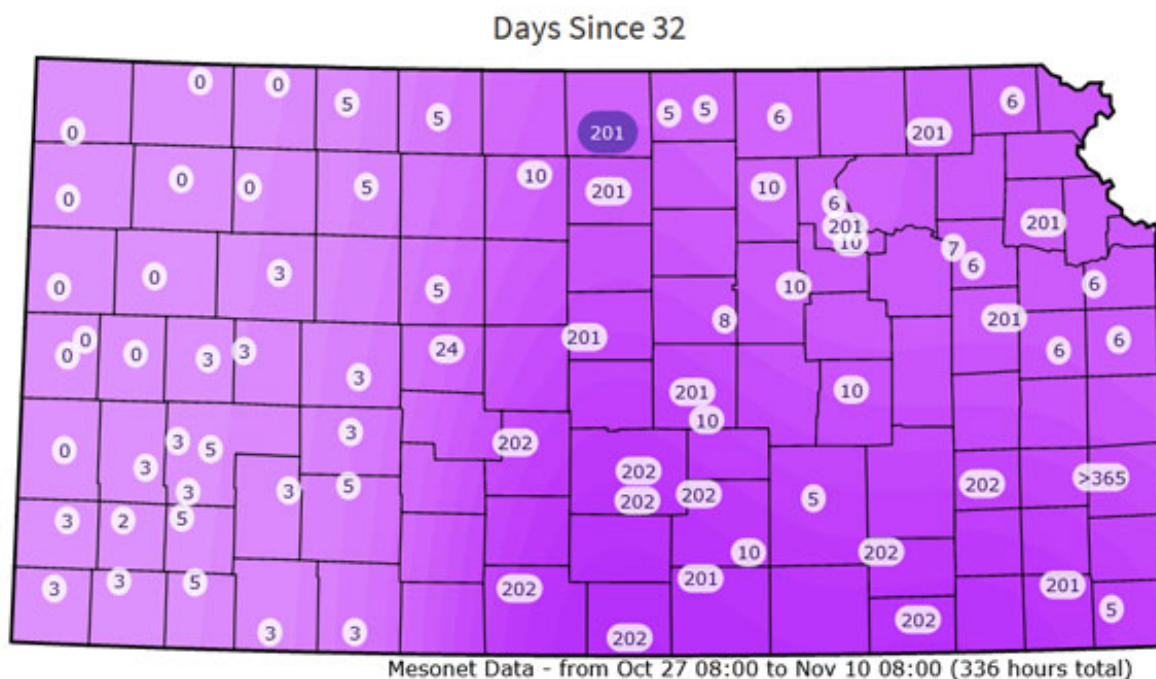 Days Since 32
0 0 5 5 201 5 5 6 201 6
0
0 0 0 5 10 201 10 6 201
201
10 7
0 0 3 5 10 6 6
0 0 0 3 3 3 24 201 8 201 6 6
201 10
10
0 3 5 3 202
3 3 3 5 202 202 202 5 202 >365
3 2 5 10 202
3 3 5 202 201 201 5
3 3 202 202
Mesonet Data - from Oct 27 08:00 to Nov 10 08:00 (336 hours total)